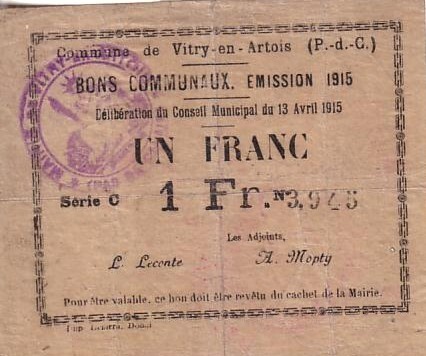 Commune de Vitry-en-Artois (P.-d.-C.)
BONS COMMUNAUX. EMISSION 1915
Délibération du Conseil Municipal du 13 Avril 1915
UN FRANC
Série C 1 Fr. N° 3,945
Les Adjoints,
L. Leconte A. Mopty
Pour être valable, ce bon doit être revêtu du cachet de la Mairie.
Imp. Douai